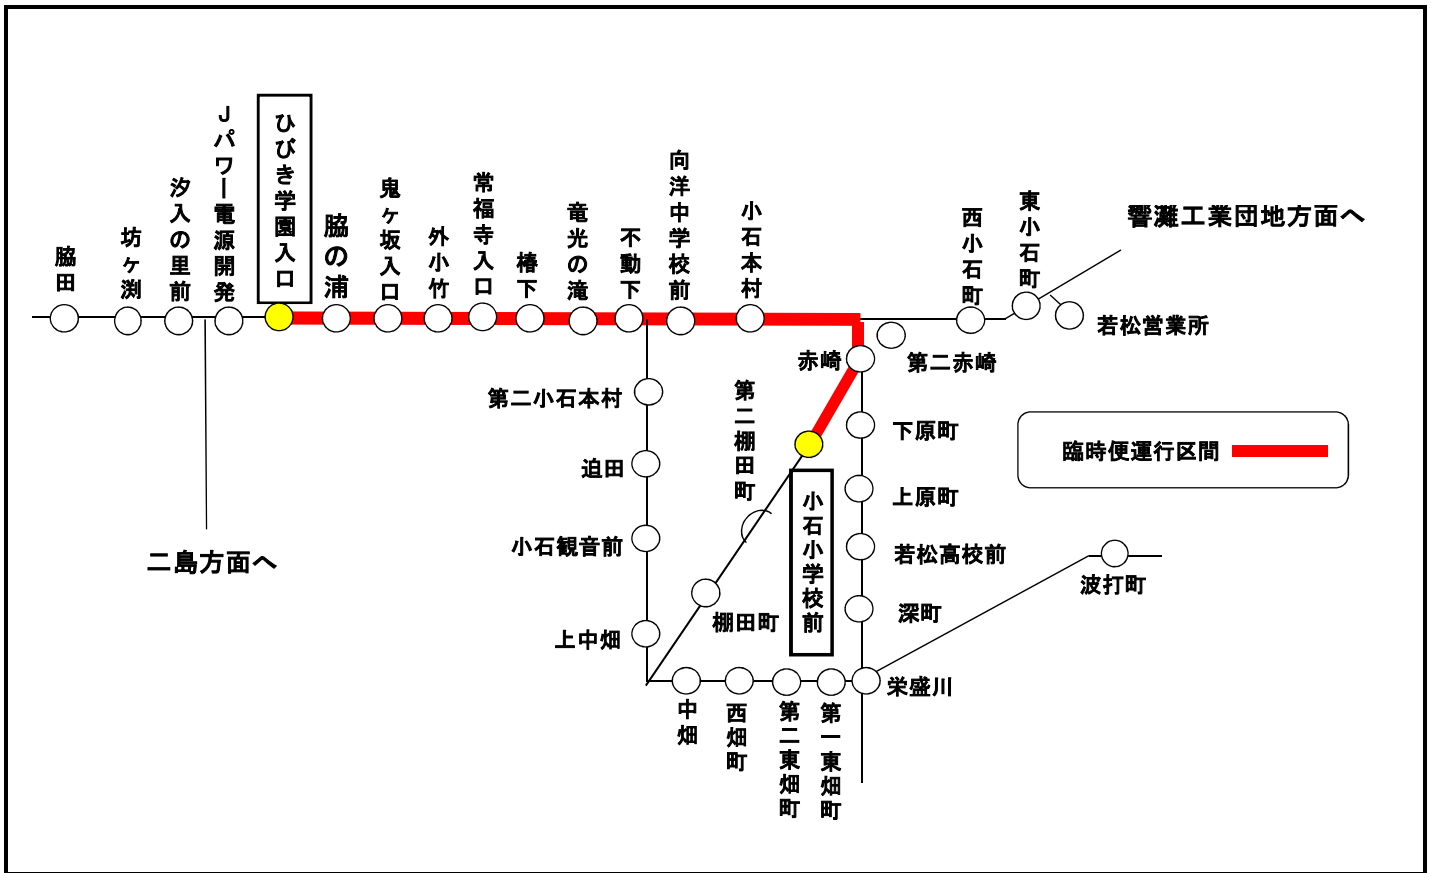 脇田
坊ヶ渕
汐入の里前
Jパワー電源開発
ひびき学園入口
脇の浦
鬼ヶ坂入口
外小竹
常福寺入口
椿下
竜光の滝
不動下
向洋中学校前
小石本村
西小石町
東小石町
響灘工業団地方面へ
若松営業所
赤崎
第二赤崎
第二小石本村
第二棚田町
下原町
臨時便運行区間
迫田
小石小学校前
上原町
小石観音前
若松高校前
二島方面へ
波打町
棚田町
深町
上中畑
栄盛川
中畑
西畑町
第二東畑町
第一東畑町